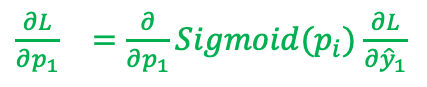 ∂L/∂p₁ = ∂/∂p₁ Sigmoid(pᵢ) ∂L/∂ŷ₁